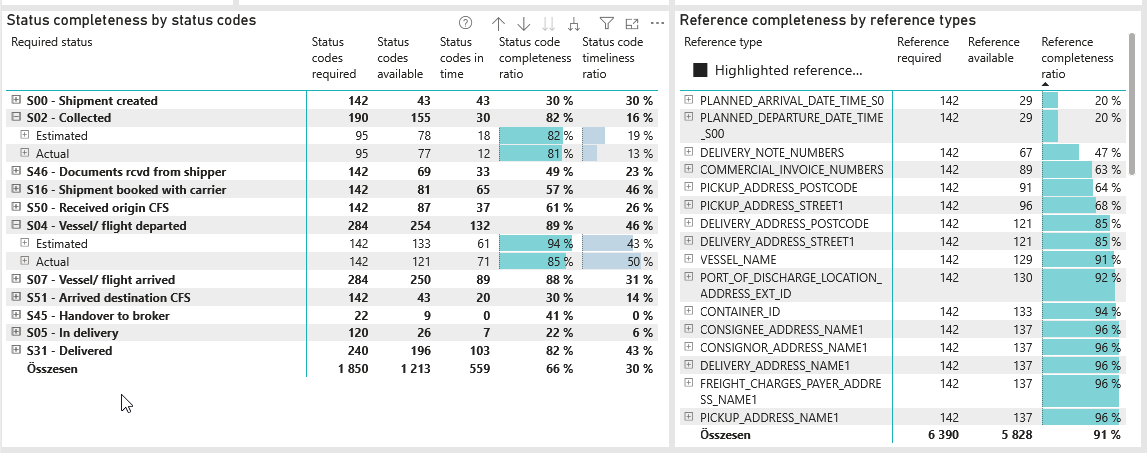 Status completeness by status codes
Required status
Status codes required
Status codes available
Status codes in time
Status code completeness ratio
Status code timeliness ratio
S00 - Shipment created 142 43 43 30 % 30 %
S02 - Collected 190 155 30 82 % 16 %
Estimated 95 78 18 82 % 19 %
Actual 95 77 12 81 % 13 %
S46 - Documents rcvd from shipper 142 69 33 49 % 23 %
S16 - Shipment booked with carrier 142 81 65 57 % 46 %
S50 - Received origin CFS 142 87 37 61 % 26 %
S04 - Vessel/ flight departed 284 254 132 89 % 46 %
Estimated 142 133 61 94 % 43 %
Actual 142 121 71 85 % 50 %
S07 - Vessel/ flight arrived 284 250 89 88 % 31 %
S51 - Arrived destination CFS 142 43 20 30 % 14 %
S45 - Handover to broker 22 9 0 41 % 0 %
S05 - In delivery 120 26 7 22 % 6 %
S31 - Delivered 240 196 103 82 % 43 %
Összesen 1 850 1 213 559 66 % 30 %
Reference completeness by reference types
Reference type
Highlighted reference...
Reference required
Reference available
Reference completeness ratio
PLANNED_ARRIVAL_DATE_TIME_S0 142 29 20 %
PLANNED_DEPARTURE_DATE_TIME 142 29 20 %
_S00
DELIVERY_NOTE_NUMBERS 142 67 47 %
COMMERCIAL_INVOICE_NUMBERS 142 89 63 %
PICKUP_ADDRESS_POSTCODE 142 91 64 %
PICKUP_ADDRESS_STREET1 142 96 68 %
DELIVERY_ADDRESS_POSTCODE 142 121 85 %
DELIVERY_ADDRESS_STREET1 142 121 85 %
VESSEL_NAME 142 129 91 %
PORT_OF_DISCHARGE_LOCATION_ 142 130 92 %
ADDRESS_EXT_ID
CONTAINER_ID 142 133 94 %
CONSIGNEE_ADDRESS_NAME1 142 137 96 %
CONSIGNOR_ADDRESS_NAME1 142 137 96 %
DELIVERY_ADDRESS_NAME1 142 137 96 %
FREIGHT_CHARGES_PAYER_ADDRE 142 137 96 %
SS_NAME1
PICKUP_ADDRESS_NAME1 142 137 96 %
Összesen 6 390 5 828 91 %